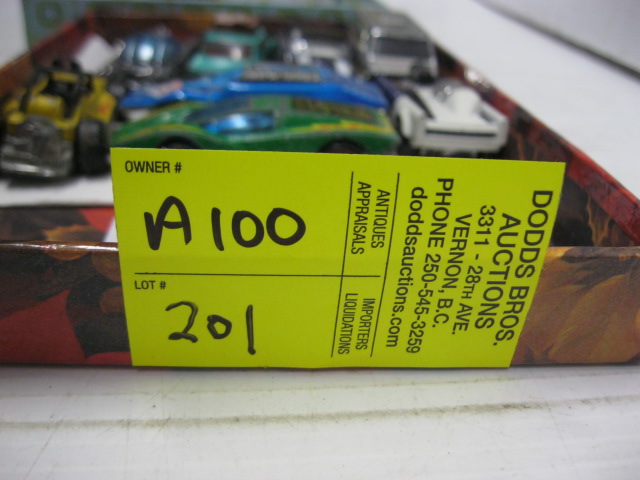 OWNER #
A100
LOT #
201
ANTIQUES
APPRAISALS
IMPORTERS
LIQUIDATIONS
DODDS BROS.
AUCTIONS
3311 - 28TH AVE.
VERNON, B.C.
PHONE 250-545-3259
doddsauctions.com